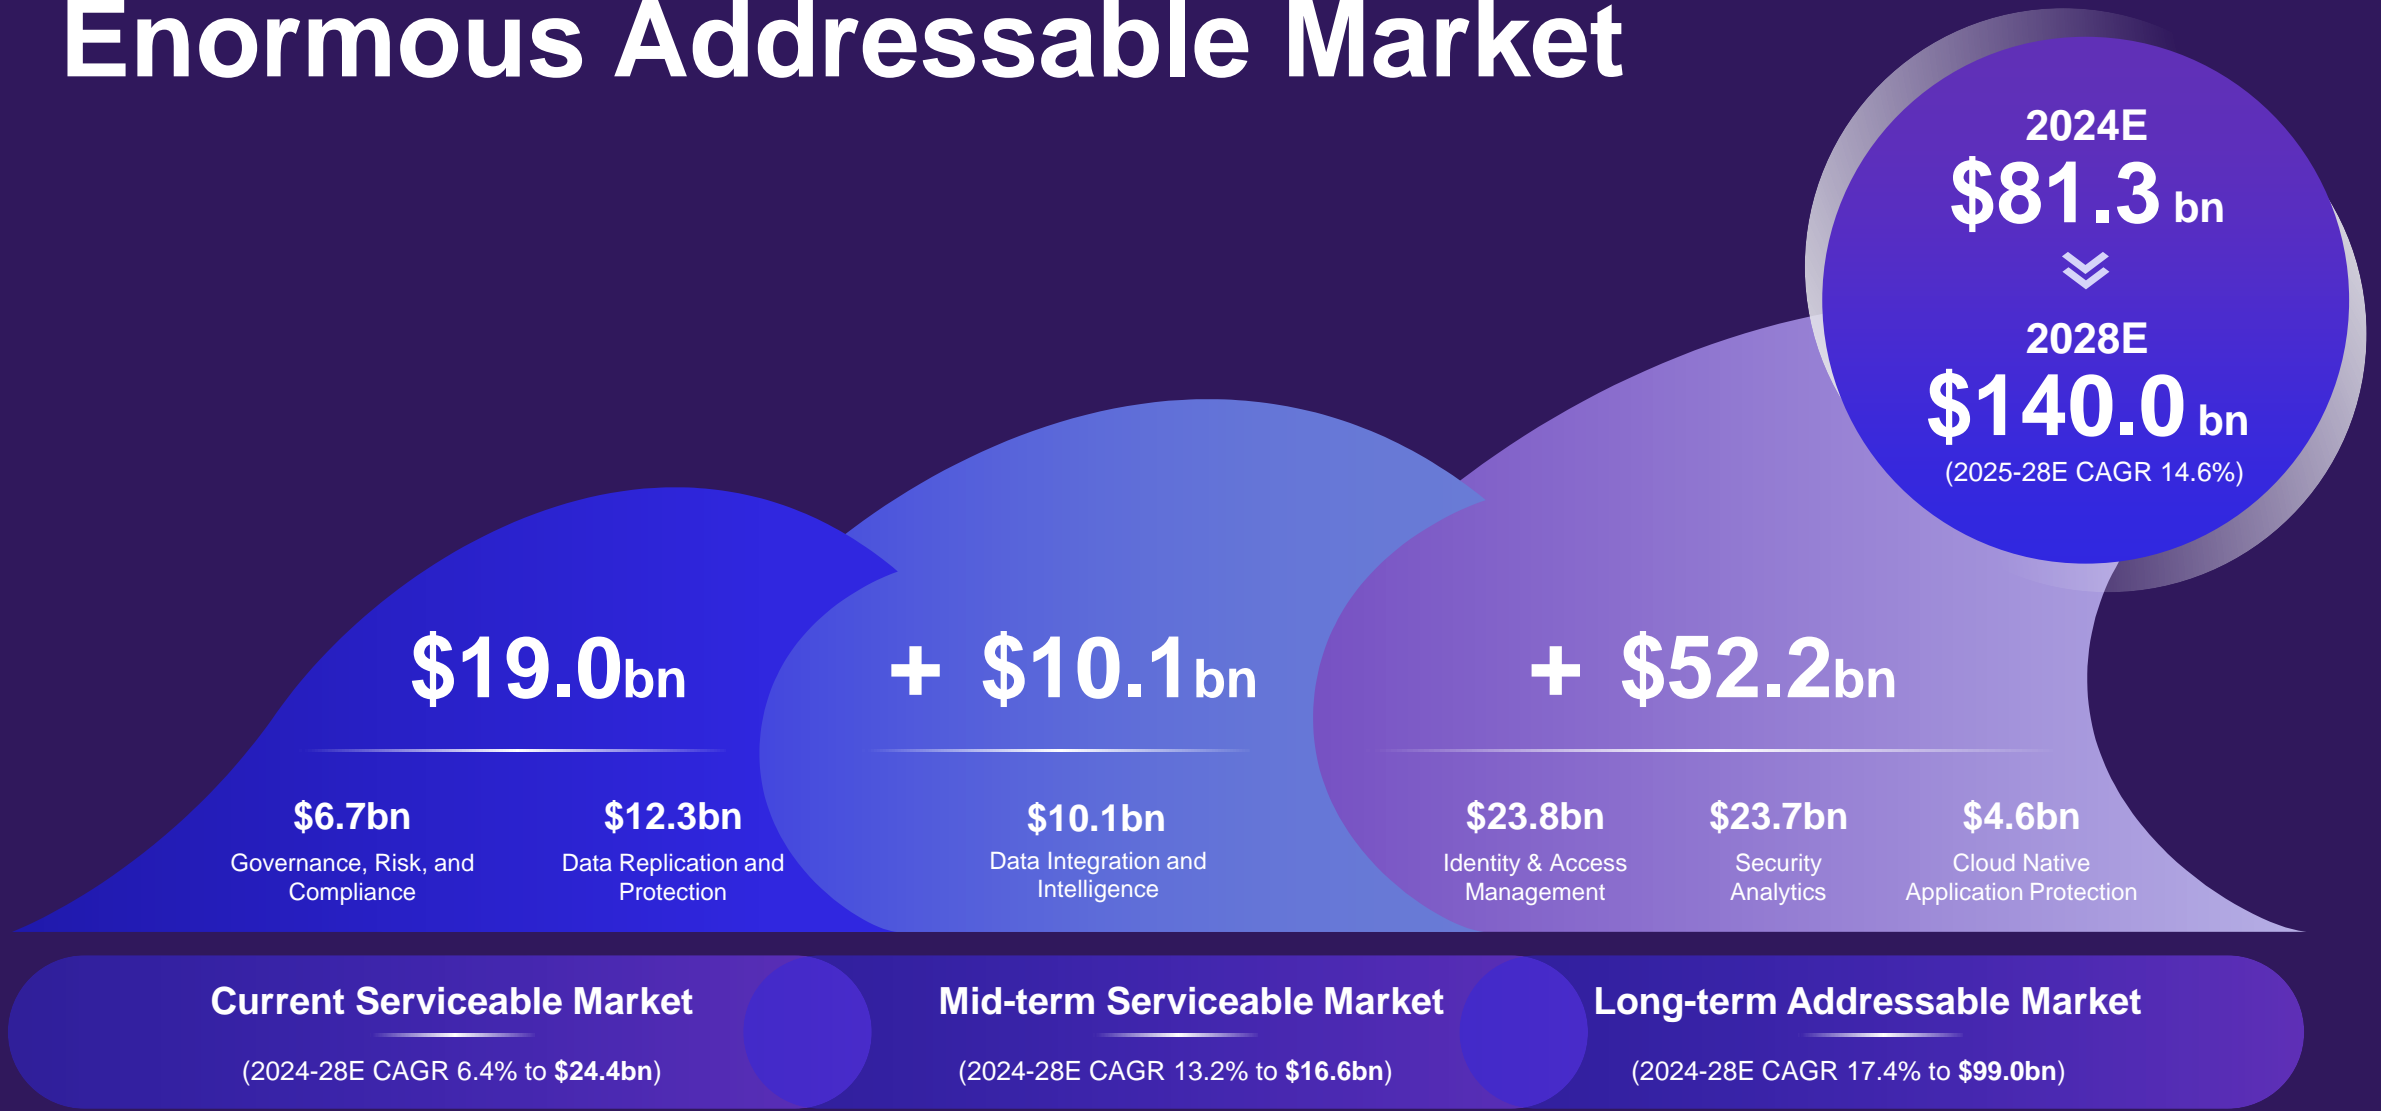 Enormous Addressable Market
2024E
$81.3 bn
2028E
$140.0 bn
(2025-28E CAGR 14.6%)
$19.0bn
+ $10.1bn
+ $52.2bn
$6.7bn
Governance, Risk, and
Compliance
$12.3bn
Data Replication and
Protection
$10.1bn
Data Integration and
Intelligence
$23.8bn
Identity & Access
Management
$23.7bn
Security
Analytics
$4.6bn
Cloud Native
Application Protection
Current Serviceable Market
(2024-28E CAGR 6.4% to $24.4bn)
Mid-term Serviceable Market
(2024-28E CAGR 13.2% to $16.6bn)
Long-term Addressable Market
(2024-28E CAGR 17.4% to $99.0bn)